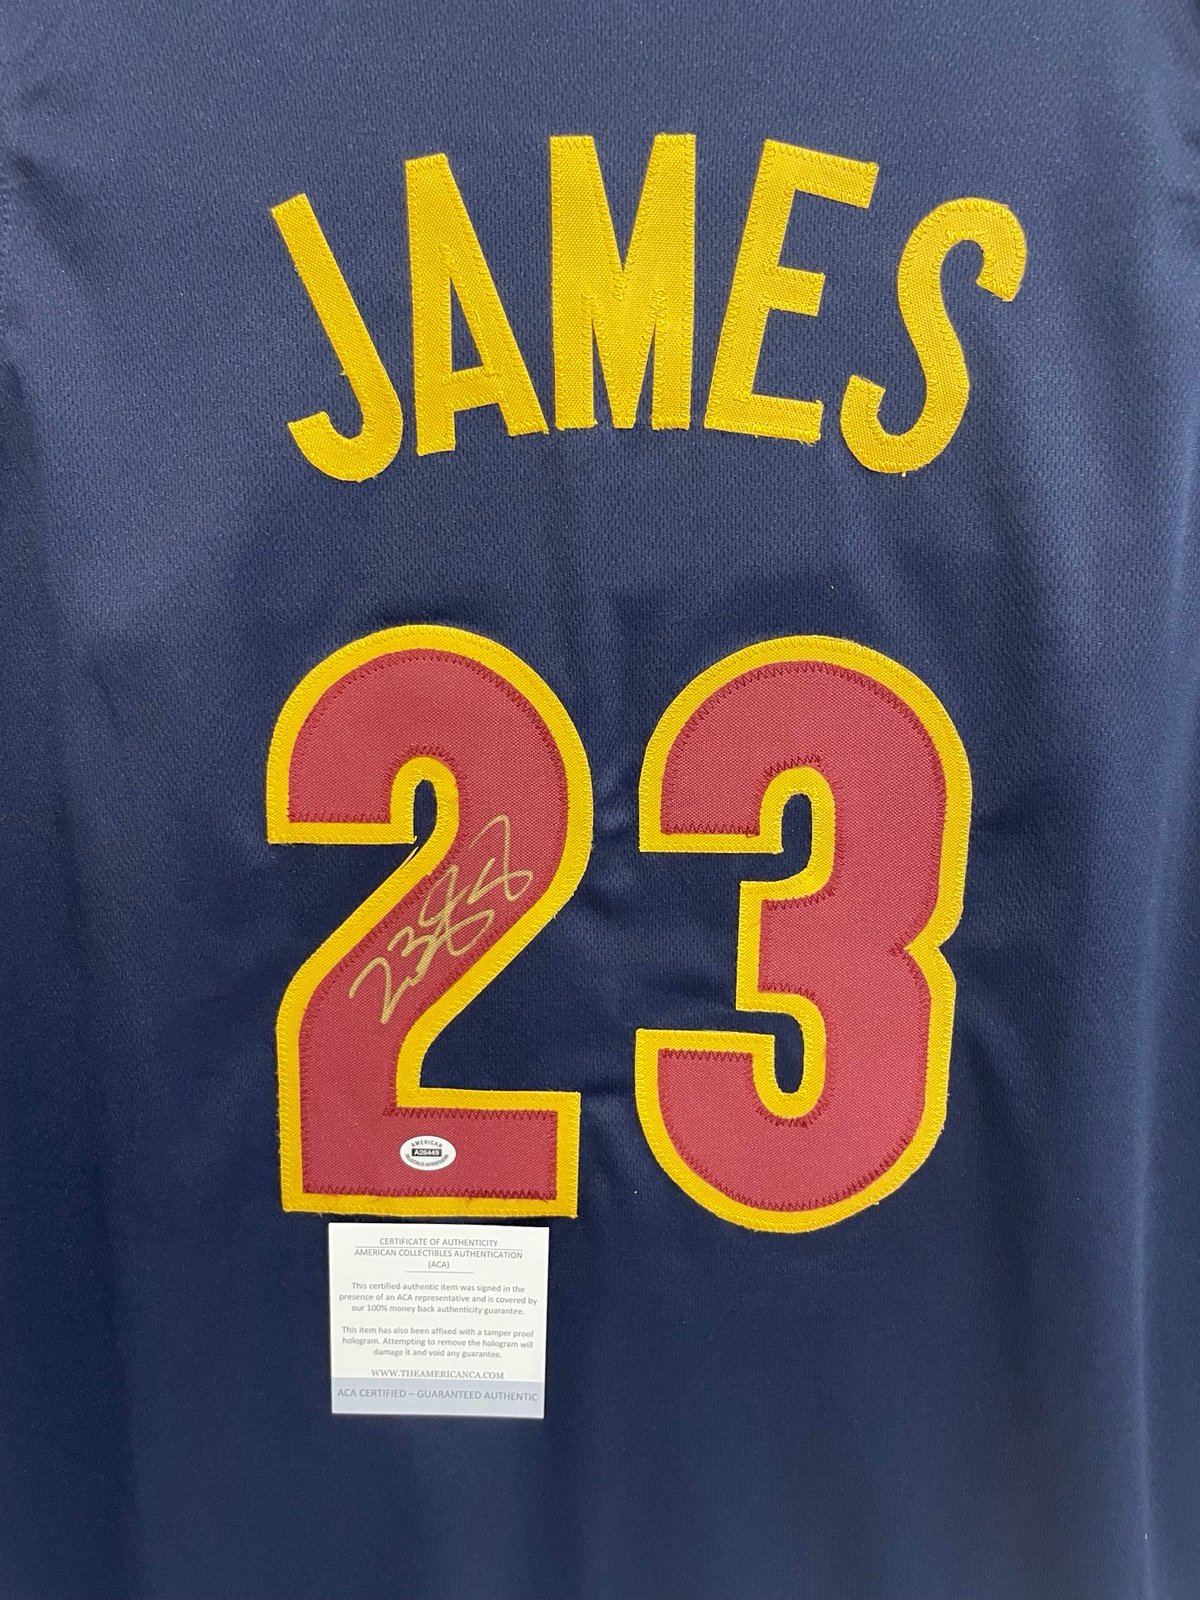 JAMES
23
23
AMERICAN
A26449
COLLECTIBLES AUTHENTICATION
CERTIFICATE OF AUTHENTICITY
AMERICAN COLLECTIBLES AUTHENTICATION
(ACA)
This certified authentic item was signed in the
presence of an ACA representative and is covered by
our 100% money back authenticity guarantee.
This item has also been affixed with a tamper proof
hologram. Attempting to remove the hologram will
damage it and void any guarantee.
WWW.THEAMERICANCA.COM
ACA CERTIFIED – GUARANTEED AUTHENTIC